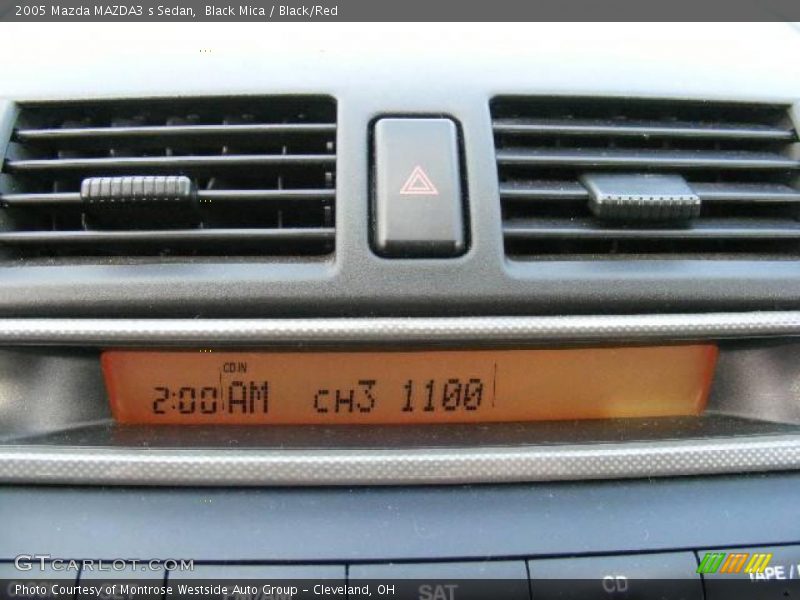 2005 Mazda MAZDA3 s Sedan, Black Mica / Black/Red
CD IN
2:00 AM CH3 1100
GTCARLOT.COM
SAT
CD
TAPE /
Photo Courtesy of Montrose Westside Auto Group - Cleveland, OH